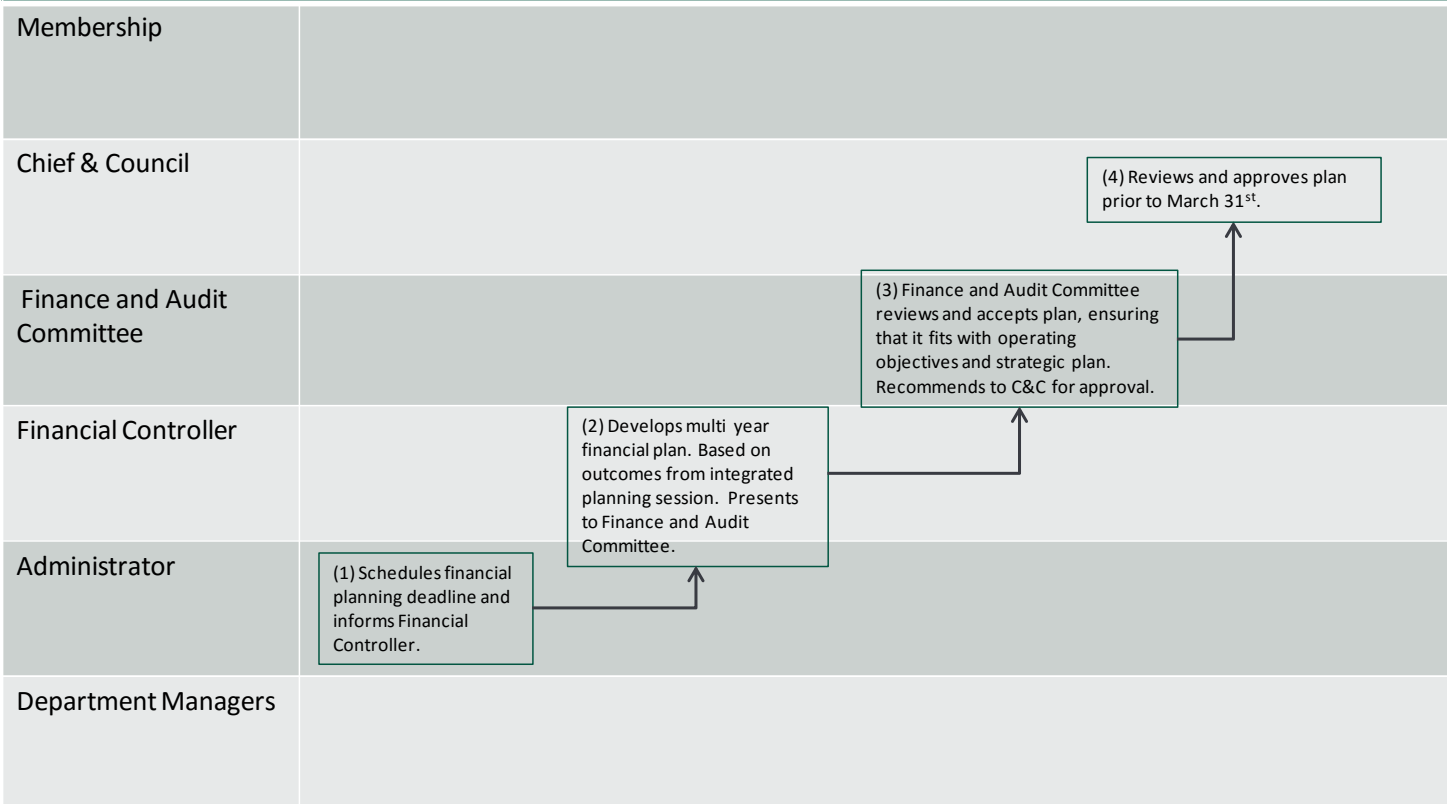 Membership
Chief & Council
(4) Reviews and approves plan
prior to March 31st.
Finance and Audit
Committee
(3) Finance and Audit Committee
reviews and accepts plan, ensuring
that it fits with operating
objectives and strategic plan.
Recommends to C&C for approval.
Financial Controller
(2) Develops multi year
financial plan. Based on
outcomes from integrated
planning session. Presents
to Finance and Audit
Committee.
Administrator
(1) Schedules financial
planning deadline and
informs Financial
Controller.
Department Managers